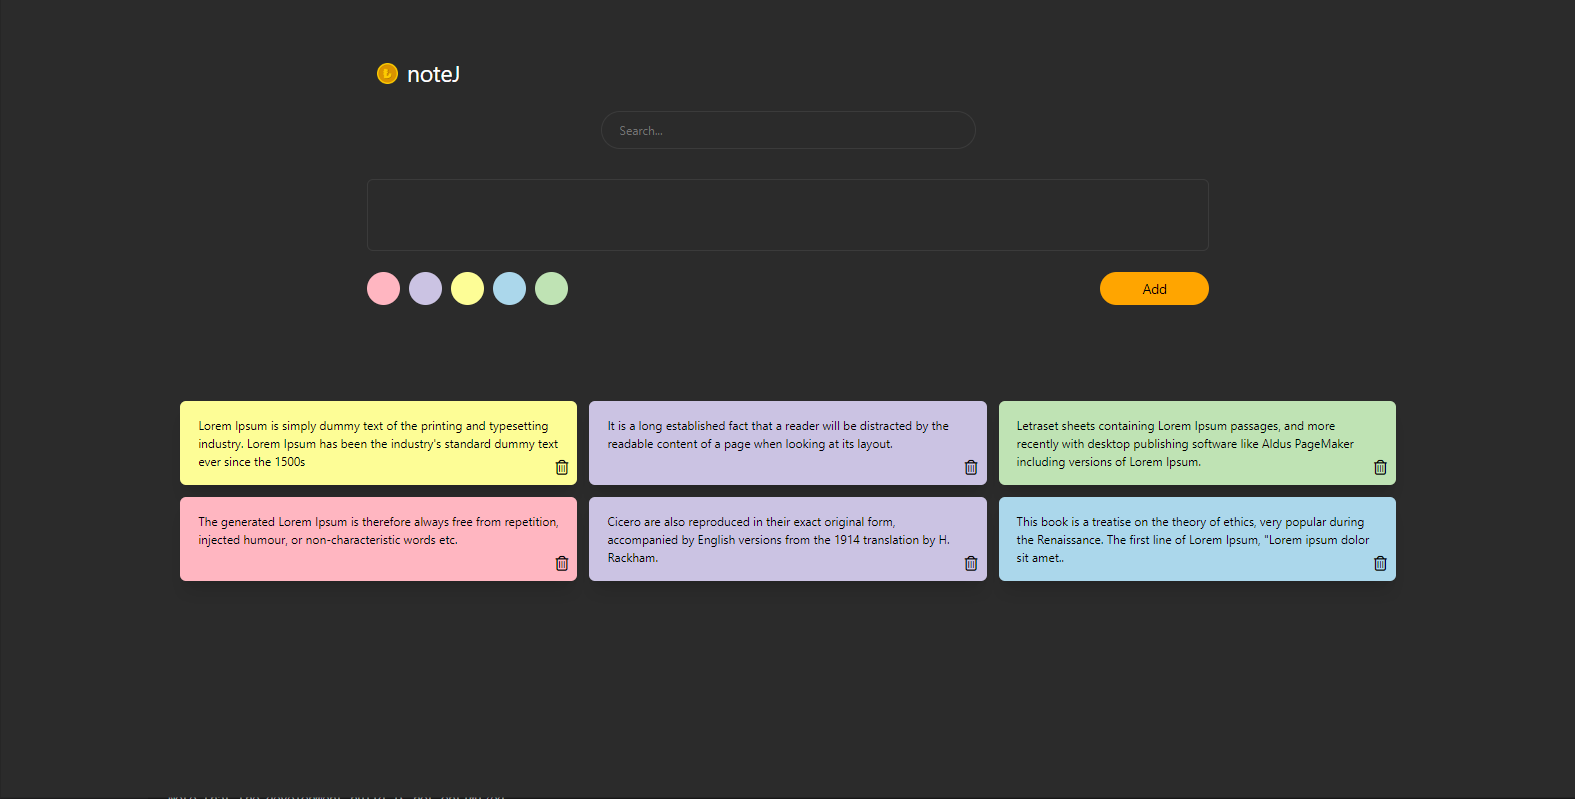 Ł noteJ
Search...
Add
Lorem Ipsum is simply dummy text of the printing and typesetting
industry. Lorem Ipsum has been the industry's standard dummy text
ever since the 1500s
It is a long established fact that a reader will be distracted by the
readable content of a page when looking at its layout.
Letraset sheets containing Lorem Ipsum passages, and more
recently with desktop publishing software like Aldus PageMaker
including versions of Lorem Ipsum.
The generated Lorem Ipsum is therefore always free from repetition,
injected humour, or non-characteristic words etc.
Cicero are also reproduced in their exact original form,
accompanied by English versions from the 1914 translation by H.
Rackham.
This book is a treatise on the theory of ethics, very popular during
the Renaissance. The first line of Lorem Ipsum, "Lorem ipsum dolor
sit amet..